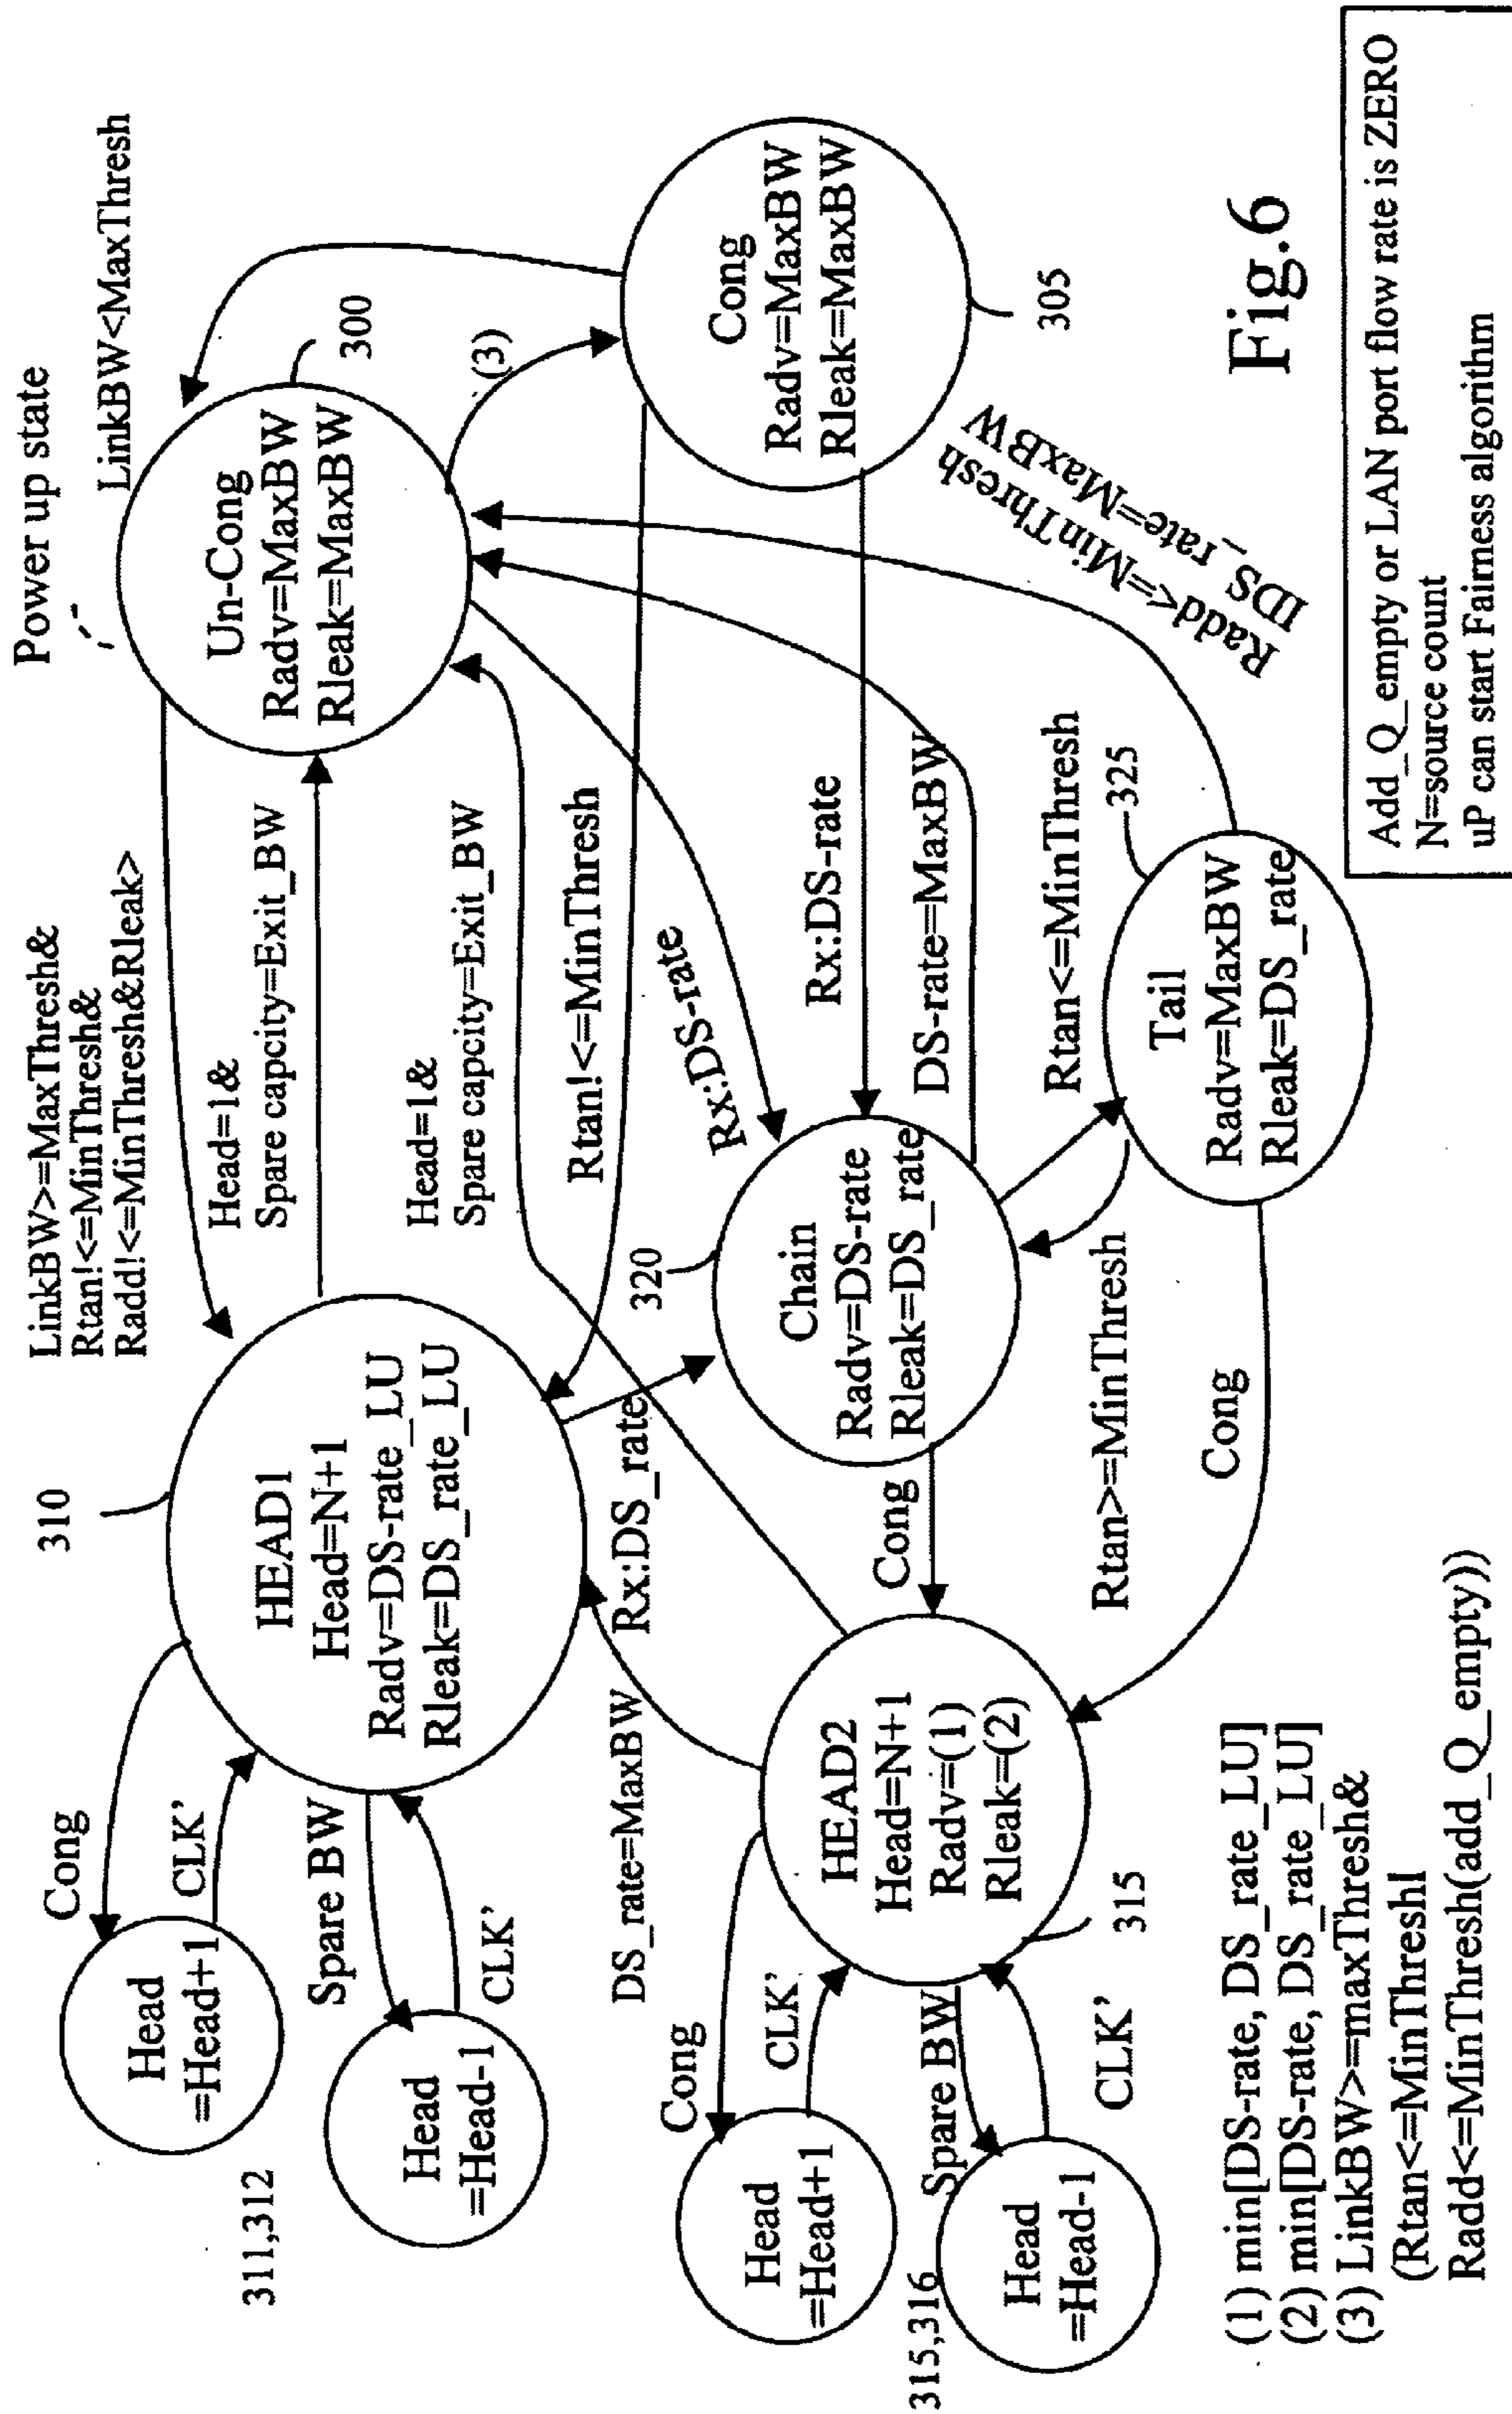 Power up state
LinkBW<MaxThresh
LinkBW>=MaxThresh&
Rtan!<=MinThresh&
Radd!<=MinThresh&Rleak>
310
HEAD1
Head=N+1
Radv=DS-rate_LU
Rleak=DS_rate_LU
Cong
CLK'
Head
=Head+1
311,312
Spare BW
CLK'
Head
=Head-1
Head=1&
Spare capcity=Exit_BW
Un-Cong
Radv=MaxBW
Rleak=MaxBW
300
(3)
Cong
Radv=MaxBW
Rleak=MaxBW
305
Head=1&
Spare capcity=Exit_BW
Rtan!<=MinThresh
Rx:DS-rate
Rx:DS-rate
DS-rate=MaxBW
Radd<=MinThresh
IDS_rate=MaxBW
320
Chain
Radv=DS-rate
Rleak=DS_rate
Rx:DS_rate
DS_rate=MaxBW
Cong
Rtan<=MinThresh
325
Tail
Radv=MaxBW
Rleak=DS_rate
Rtan>=MinThresh
Cong
HEAD2
Head=N+1
Radv=(1)
Rleak=(2)
315
Cong
CLK'
Head
=Head+1
Spare BW
CLK'
315,316
Head
=Head-1
(1) min[DS-rate, DS_rate_LU]
(2) min[DS-rate, DS_rate_LU]
(3) LinkBW>=maxThresh&
(Rtan<=MinThreshI
Radd<=MinThresh(add_Q_empty))
Fig.6
Add_Q_empty or LAN port flow rate is ZERO
N=source count
uP can start Fairness algorithm